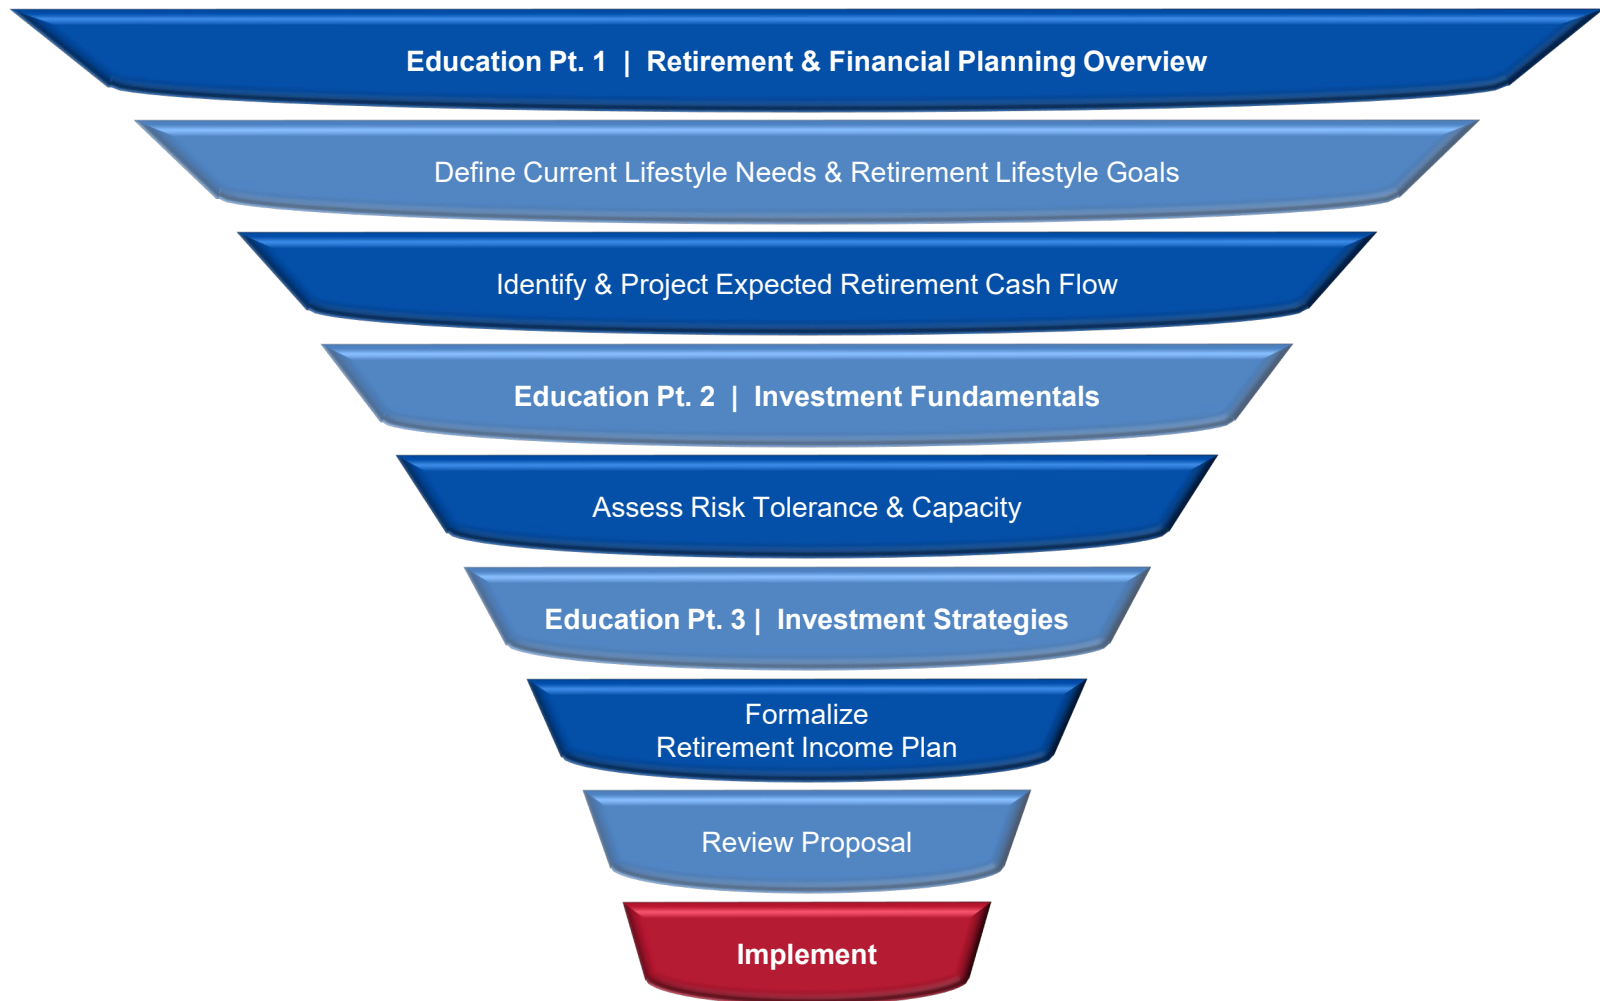 Education Pt. 1 | Retirement & Financial Planning Overview
Define Current Lifestyle Needs & Retirement Lifestyle Goals
Identify & Project Expected Retirement Cash Flow
Education Pt. 2 | Investment Fundamentals
Assess Risk Tolerance & Capacity
Education Pt. 3 | Investment Strategies
Formalize
Retirement Income Plan
Review Proposal
Implement